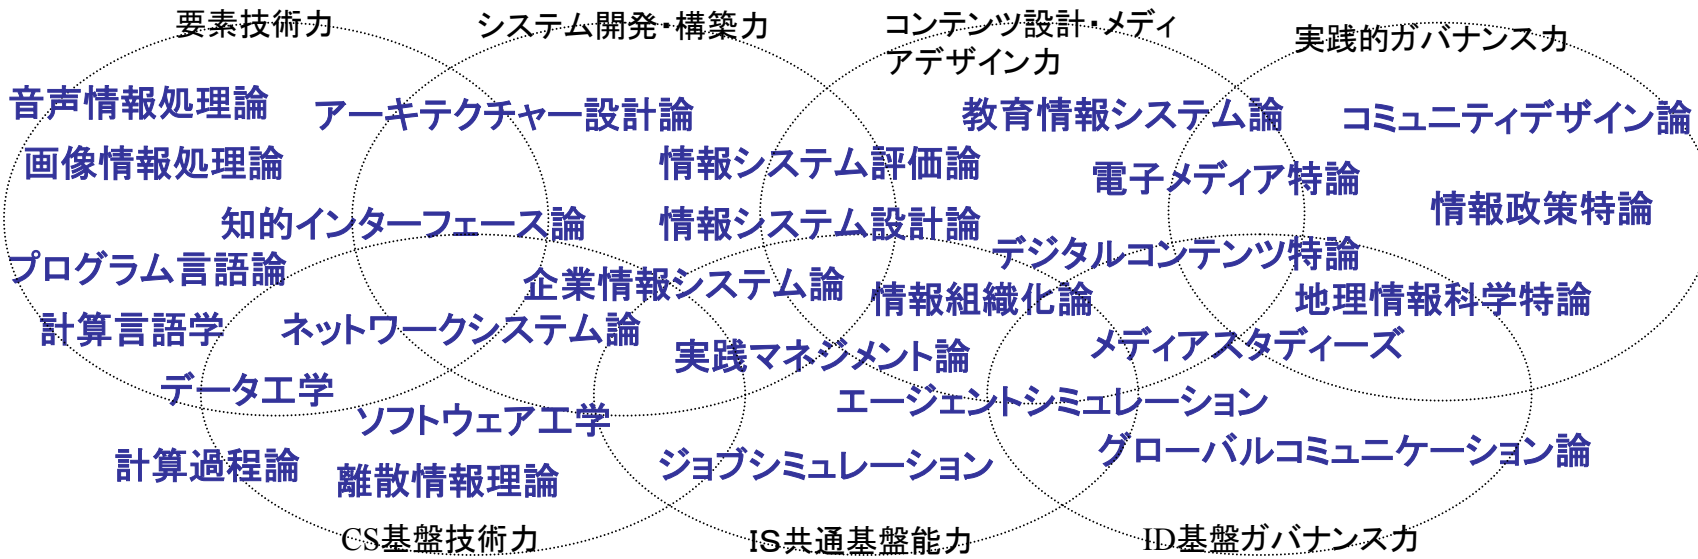 要素技術力
システム開発・構築力
コンテンツ設計・メディ
アデザイン力
実践的ガバナンス力
音声情報処理論
アーキテクチャー設計論
教育情報システム論
コミュニティデザイン論
画像情報処理論
情報システム評価論
電子メディア特論
知的インターフェース論
情報システム設計論
情報政策特論
プログラム言語論
企業情報システム論
デジタルコンテンツ特論
情報組織化論
地理情報科学特論
計算言語学
ネットワークシステム論
実践マネジメント論
メディアスタディーズ
データ工学
ソフトウェア工学
エージェントシミュレーション
計算過程論
離散情報理論
ジョブシミュレーション
グローバルコミュニケーション論
CS基盤技術力
IS共通基盤能力
ID基盤ガバナンス力